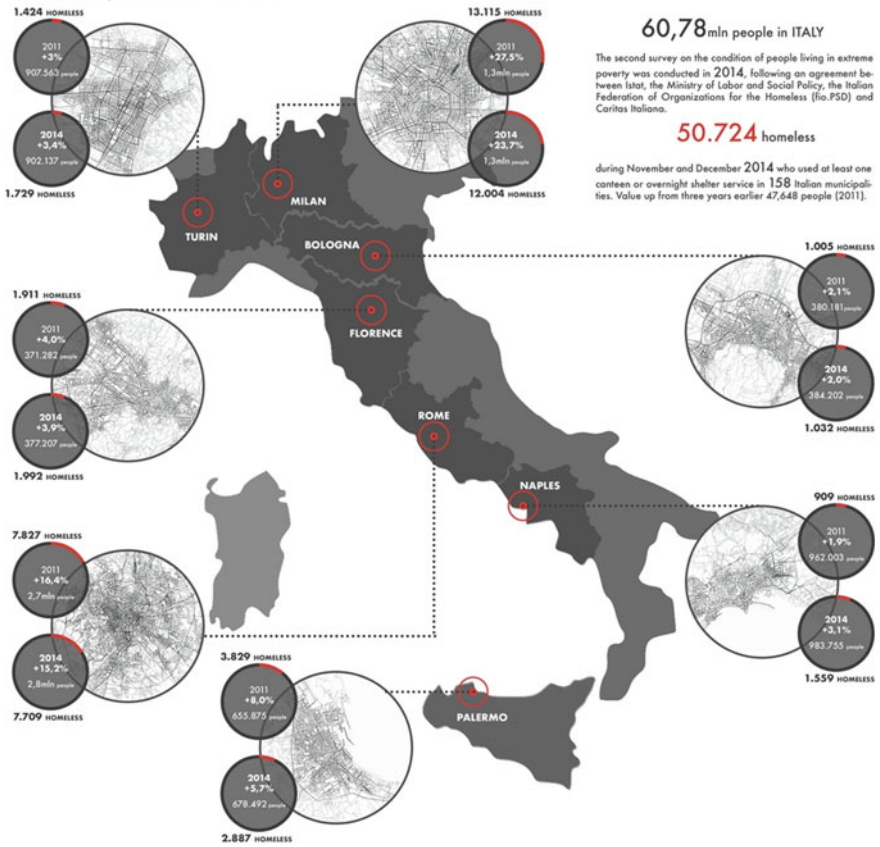 1.424 HOMELESS
2011
+3%
907.563 people
2014
+3,4%
902.137 people
1.729 HOMELESS
13.115 HOMELESS
2011
+27,5%
1,3mln people
2014
+23,7%
1,3mln people
12.004 HOMELESS
60,78 mln people in ITALY
The second survey on the condition of people living in extreme
poverty was conducted in 2014, following an agreement be-
tween Istat, the Ministry of Labor and Social Policy, the Italian
Federation of Organizations for the Homeless (fio.PSD) and
Caritas Italiana.
50.724 homeless
during November and December 2014 who used at least one
canteen or overnight shelter service in 158 Italian municipali-
ties. Value up from three years earlier 47,648 people (2011).
MILAN
TURIN
BOLOGNA
FLORENCE
ROME
NAPLES
PALERMO
1.911 HOMELESS
2011
+4,0%
371.282 people
2014
+3,9%
377.207 people
1.992 HOMELESS
1.005 HOMELESS
2011
+2,1%
380.181 people
2014
+2,0%
384.202 people
1.032 HOMELESS
7.827 HOMELESS
2011
+16,4%
2,7mln people
2014
+15,2%
2,8mln people
7.709 HOMELESS
909 HOMELESS
2011
+1,9%
962.003 people
2014
+3,1%
983.755 people
1.559 HOMELESS
3.829 HOMELESS
2011
+8,0%
655.875 people
2014
+5,7%
678.492 people
2.887 HOMELESS